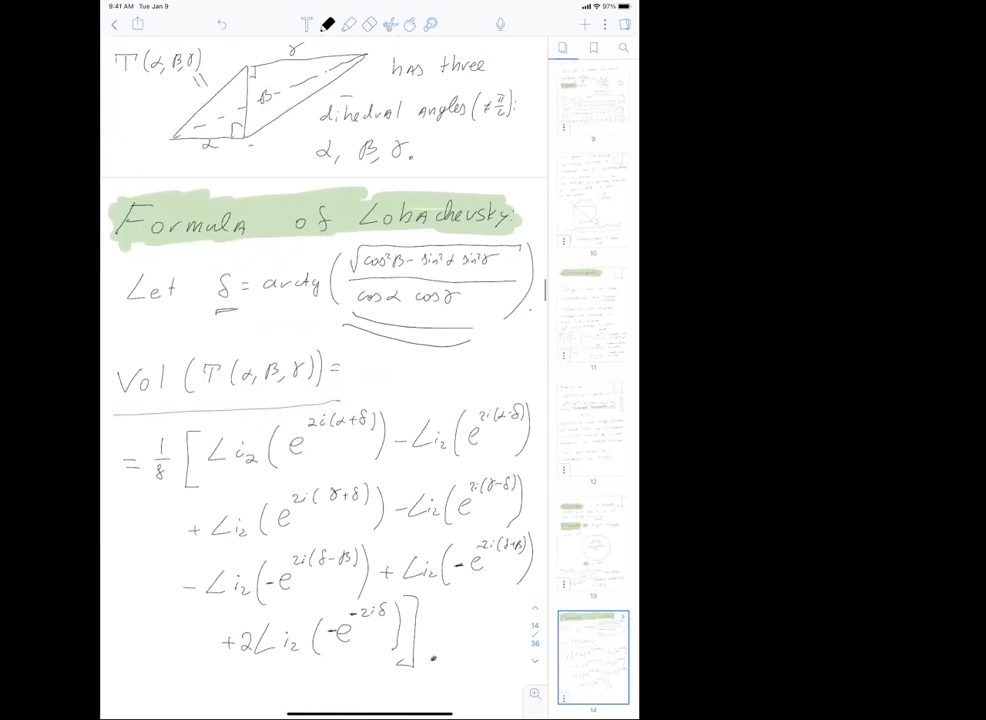 9:41 AM Tue Jan 9
97%
T(α, β, γ)
γ
β
α
has three
dihedral angles (≠ π/2):
α, β, γ.
Formula of Lobachevsky:
Let δ = arctg ( √(cos²β − sin²α sin²γ) / (cos α cos γ) ).
Vol (T(α, β, γ)) =
= 1/8 [ Li₂(e^{2i(α+δ)}) − Li₂(e^{2i(α−δ)})
+ Li₂(e^{2i(γ+δ)}) − Li₂(e^{2i(γ−δ)})
− Li₂(−e^{2i(δ−β)}) + Li₂(−e^{−2i(δ+β)})
+ 2Li₂(−e^{−2iδ}) ].
9
10
11
12
13
14
14
/
36